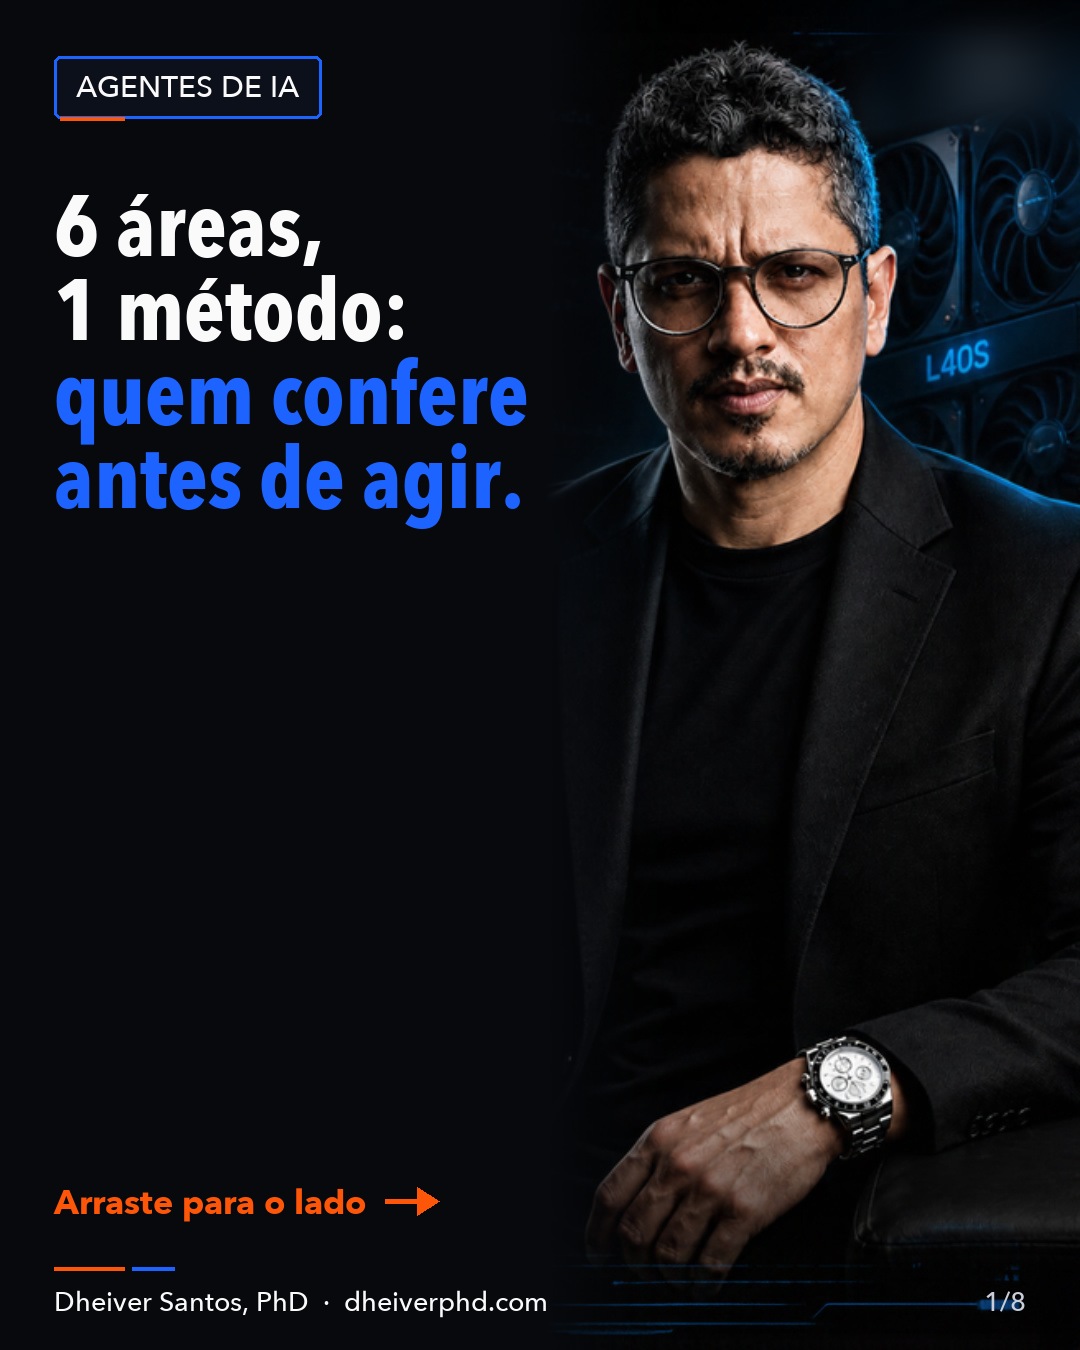 AGENTES DE IA
6 áreas,
1 método:
quem confere
antes de agir.
L40S
Arraste para o lado
Dheiver Santos, PhD · dheiverphd.com
1/8